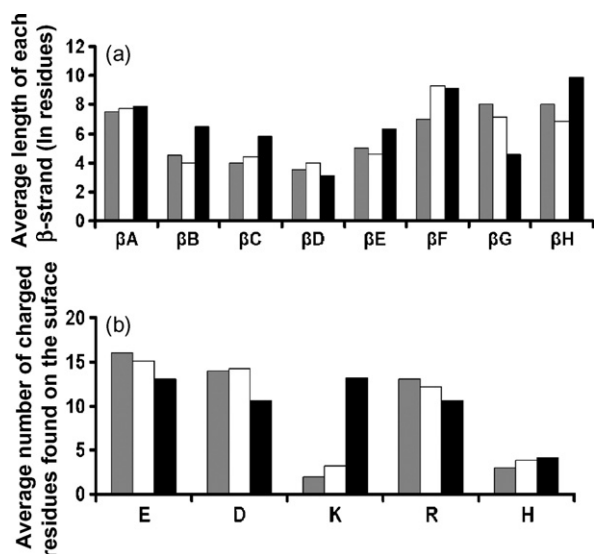 (a)
Average length of each
β-strand (In residues)
12
10
8
6
4
2
0
βA βB βC βD βE βF βG βH
(b)
Average number of charged
residues found on the suface
20
15
10
5
0
E D K R H